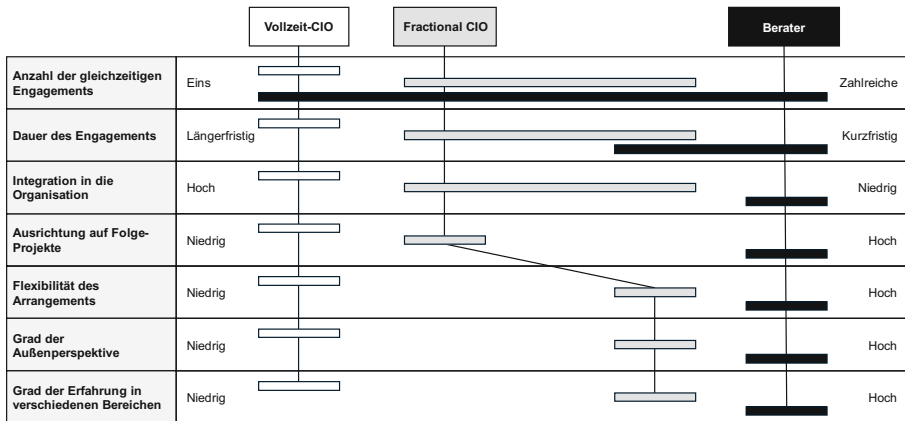 Vollzeit-CIO
Fractional CIO
Berater
Anzahl der gleichzeitigen
Engagements
Eins
Zahlreiche
Dauer des Engagements
Längerfristig
Kurzfristig
Integration in die
Organisation
Hoch
Niedrig
Ausrichtung auf Folge-
Projekte
Niedrig
Hoch
Flexibilität des
Arrangements
Niedrig
Hoch
Grad der
Außenperspektive
Niedrig
Hoch
Grad der Erfahrung in
verschiedenen Bereichen
Niedrig
Hoch